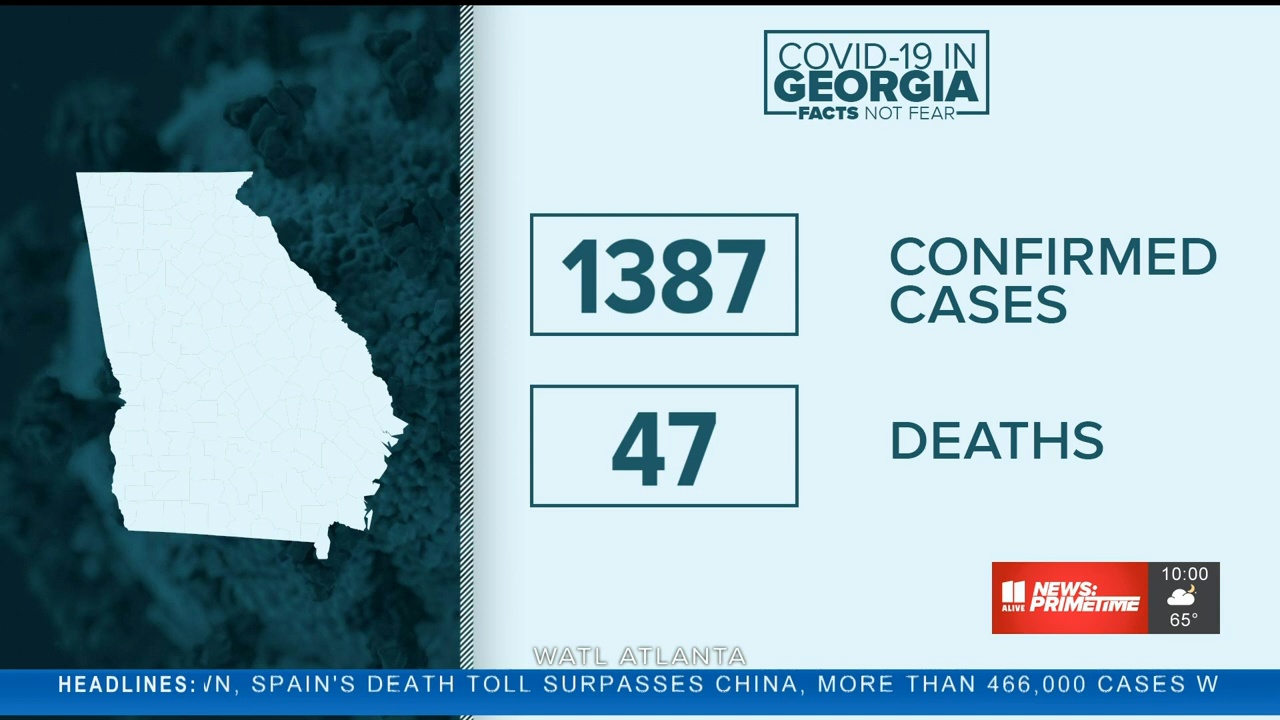 COVID-19 IN
GEORGIA
FACTS NOT FEAR
1387
CONFIRMED
CASES
47
DEATHS
11
ALIVE
NEWS:
PRIMETIME
10:00
65°
WATL ATLANTA
HEADLINES: N, SPAIN'S DEATH TOLL SURPASSES CHINA, MORE THAN 466,000 CASES W